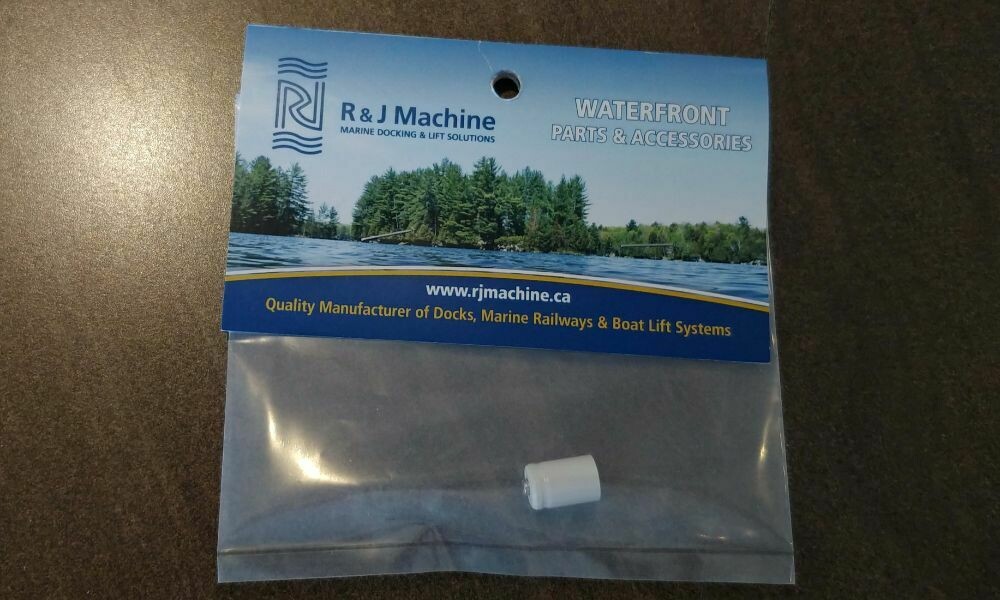 R & J Machine
MARINE DOCKING & LIFT SOLUTIONS
WATERFRONT
PARTS & ACCESSORIES
www.rjmachine.ca
Quality Manufacturer of Docks, Marine Railways & Boat Lift Systems